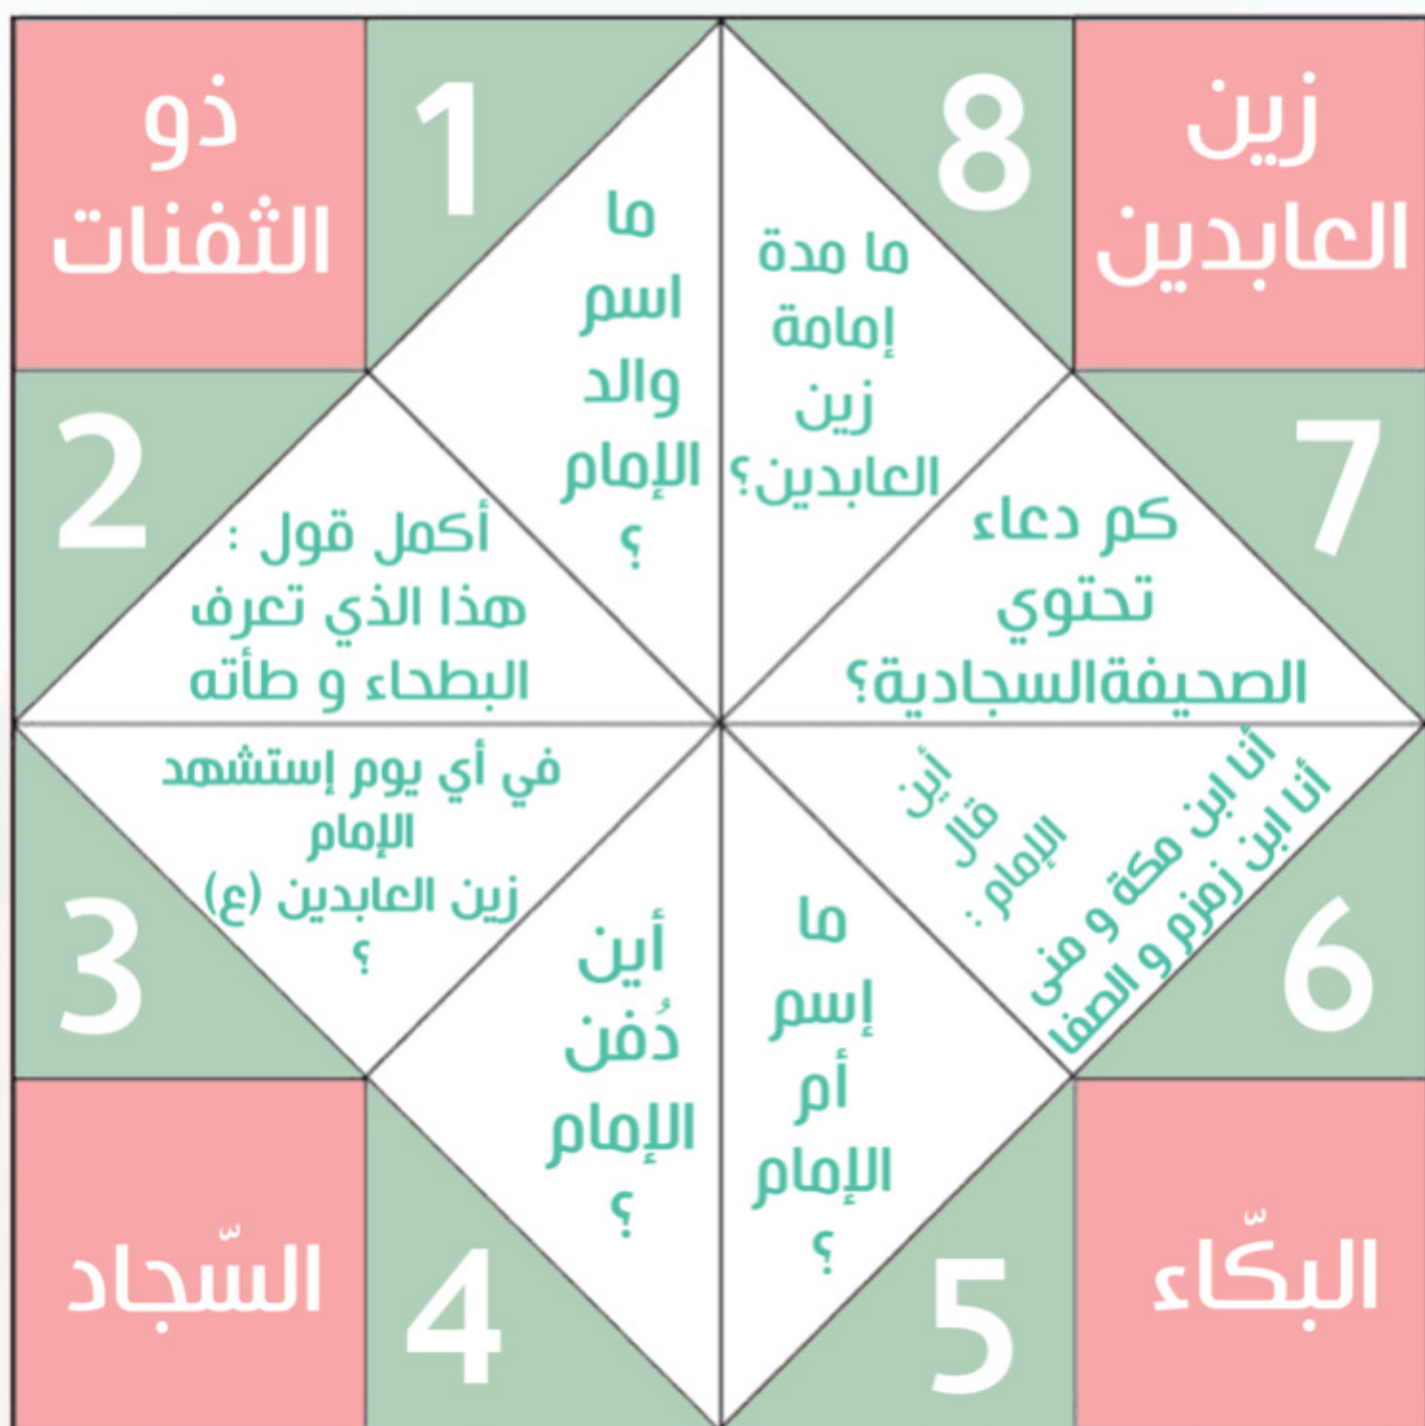 ذو
الثفنات
1
8
زين
العابدين
2
7
ما
اسم
والد
الإمام
؟
ما مدة
إمامة
زين
العابدين؟
أكمل قول :
هذا الذي تعرف
البطحاء و طأته
كم دعاء
تحتوي
الصحيفةالسجادية؟
في أي يوم إستشهد
الإمام
زين العابدين (ع)
؟
3
أين
دُفن
الإمام
؟
4
ما
إسم
أم
الإمام
؟
5
أين
قال
الإمام :
أنا ابن مكة و منى
أنا ابن زمزم و الصفا
6
السّجاد
البكّاء